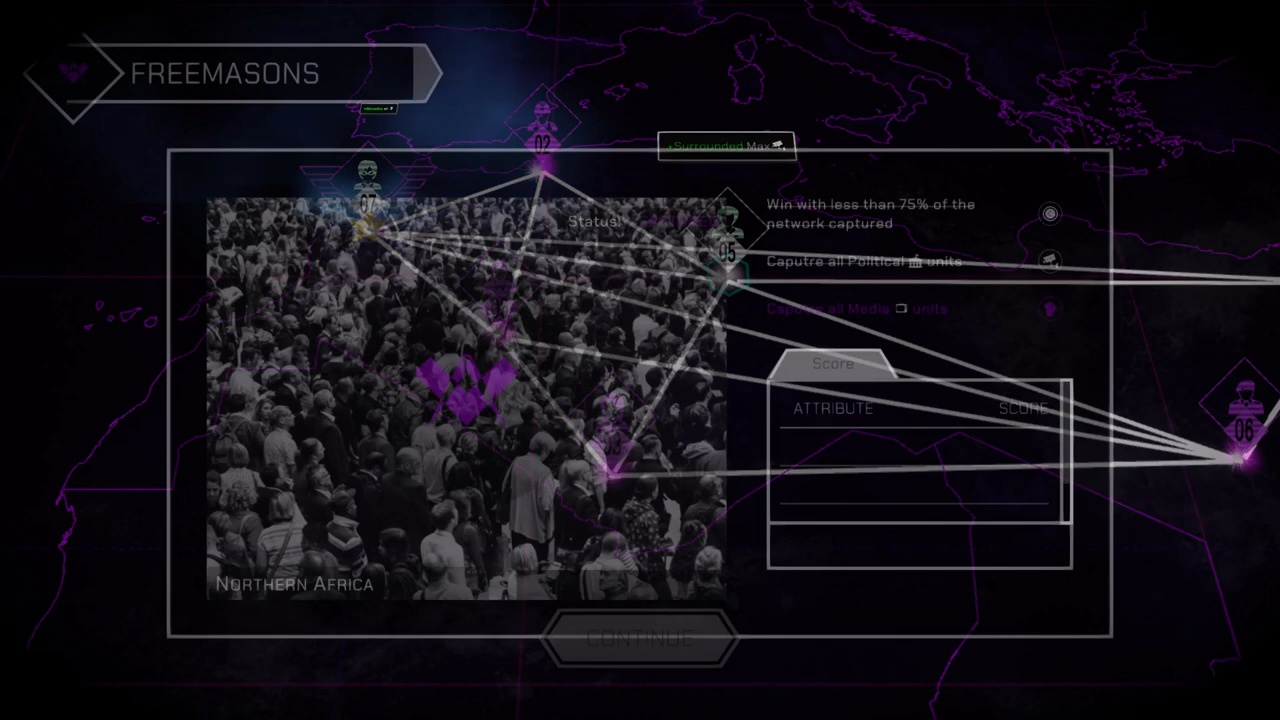 FREEMASONS
02
+Surrounded Max
07
Win with less than 75% of the
network captured
Status!
05
Caputre all Political units
Caputre all Media units
Score
ATTRIBUTE SCORE
06
Northern Africa
CONTINUE